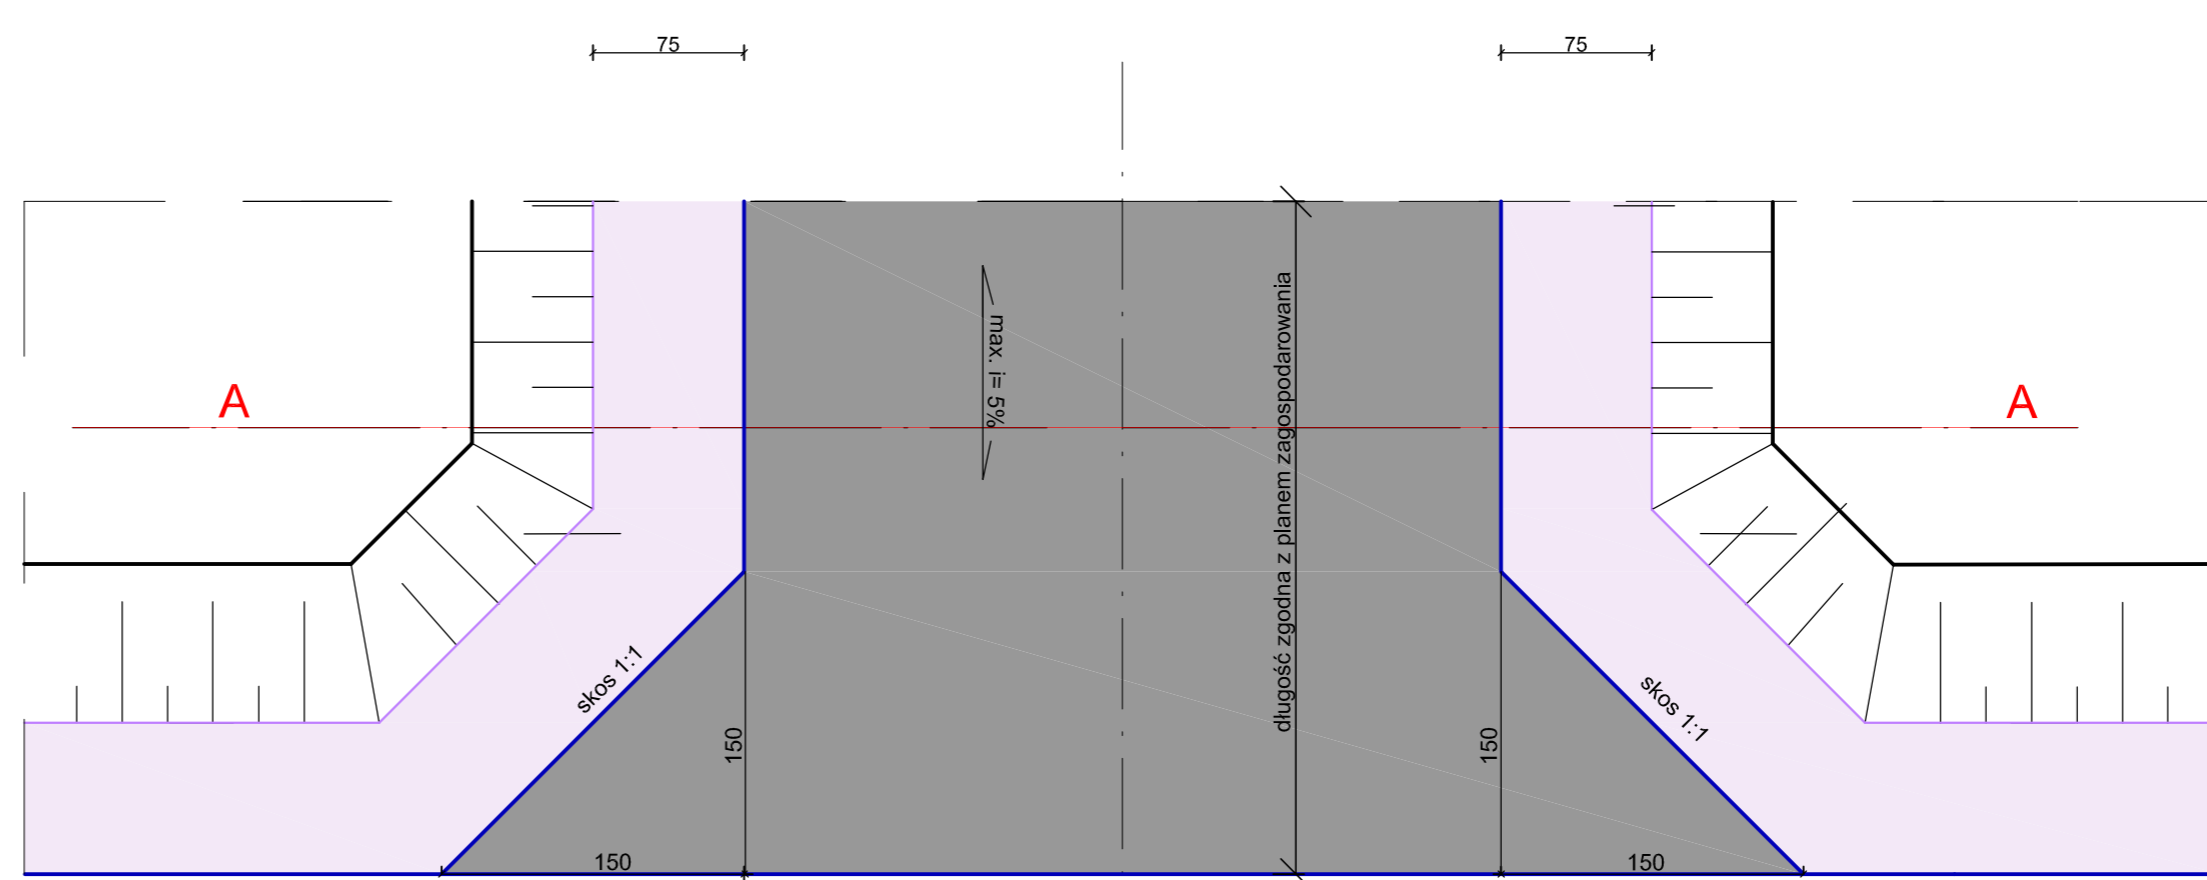 75
75
max. i= 5%
długość zgodna z planem zagospodarowania
A
A
skos 1:1
skos 1:1
150
150
150
150